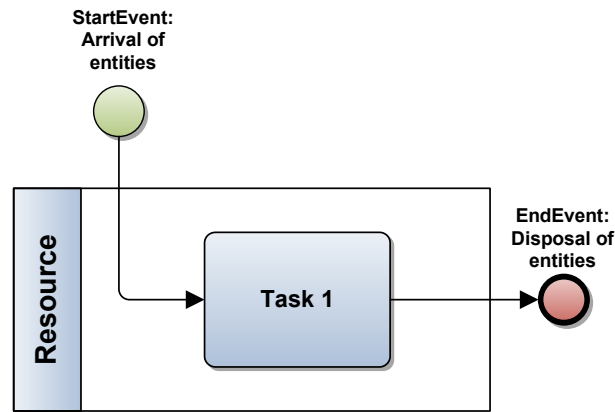 StartEvent:
Arrival of
entities
Resource
Task 1
EndEvent:
Disposal of
entities